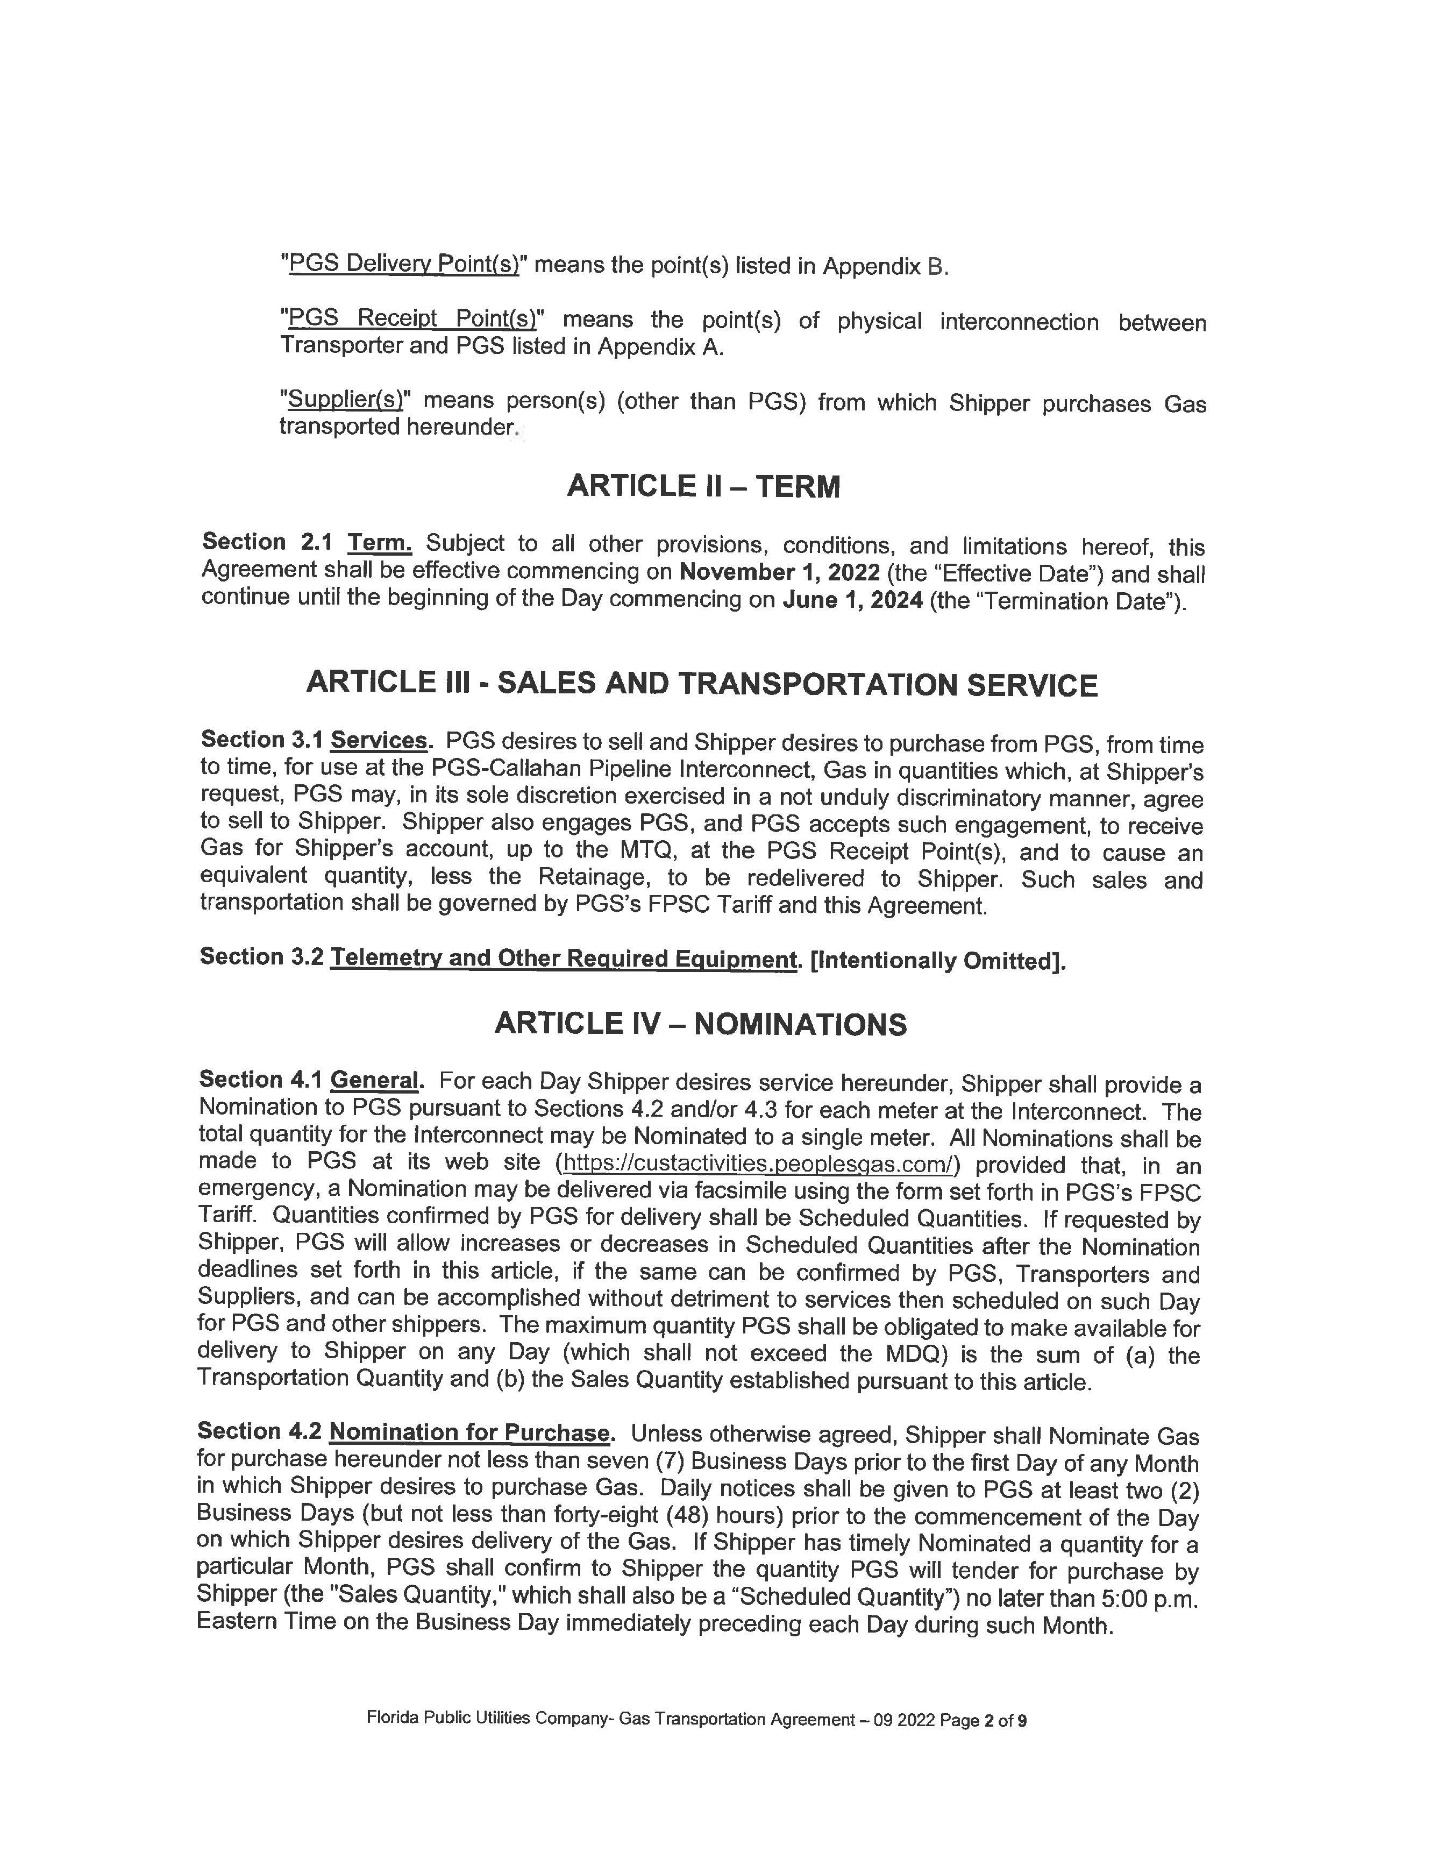 "PGS Delivery Point(s)" means the point(s) listed in Appendix B.
"PGS Receipt Point(s)" means the point(s) of physical interconnection between
Transporter and PGS listed in Appendix A.
"Supplier(s)" means person(s) (other than PGS) from which Shipper purchases Gas
transported hereunder.
ARTICLE II – TERM
Section 2.1 Term. Subject to all other provisions, conditions, and limitations hereof, this
Agreement shall be effective commencing on November 1, 2022 (the “Effective Date”) and shall
continue until the beginning of the Day commencing on June 1, 2024 (the “Termination Date”).
ARTICLE III - SALES AND TRANSPORTATION SERVICE
Section 3.1 Services. PGS desires to sell and Shipper desires to purchase from PGS, from time
to time, for use at the PGS-Callahan Pipeline Interconnect, Gas in quantities which, at Shipper's
request, PGS may, in its sole discretion exercised in a not unduly discriminatory manner, agree
to sell to Shipper. Shipper also engages PGS, and PGS accepts such engagement, to receive
Gas for Shipper's account, up to the MTQ, at the PGS Receipt Point(s), and to cause an
equivalent quantity, less the Retainage, to be redelivered to Shipper. Such sales and
transportation shall be governed by PGS's FPSC Tariff and this Agreement.
Section 3.2 Telemetry and Other Required Equipment. [Intentionally Omitted].
ARTICLE IV – NOMINATIONS
Section 4.1 General. For each Day Shipper desires service hereunder, Shipper shall provide a
Nomination to PGS pursuant to Sections 4.2 and/or 4.3 for each meter at the Interconnect. The
total quantity for the Interconnect may be Nominated to a single meter. All Nominations shall be
made to PGS at its web site (https://custactivities.peoplesgas.com/) provided that, in an
emergency, a Nomination may be delivered via facsimile using the form set forth in PGS's FPSC
Tariff. Quantities confirmed by PGS for delivery shall be Scheduled Quantities. If requested by
Shipper, PGS will allow increases or decreases in Scheduled Quantities after the Nomination
deadlines set forth in this article, if the same can be confirmed by PGS, Transporters and
Suppliers, and can be accomplished without detriment to services then scheduled on such Day
for PGS and other shippers. The maximum quantity PGS shall be obligated to make available for
delivery to Shipper on any Day (which shall not exceed the MDQ) is the sum of (a) the
Transportation Quantity and (b) the Sales Quantity established pursuant to this article.
Section 4.2 Nomination for Purchase. Unless otherwise agreed, Shipper shall Nominate Gas
for purchase hereunder not less than seven (7) Business Days prior to the first Day of any Month
in which Shipper desires to purchase Gas. Daily notices shall be given to PGS at least two (2)
Business Days (but not less than forty-eight (48) hours) prior to the commencement of the Day
on which Shipper desires delivery of the Gas. If Shipper has timely Nominated a quantity for a
particular Month, PGS shall confirm to Shipper the quantity PGS will tender for purchase by
Shipper (the "Sales Quantity," which shall also be a “Scheduled Quantity”) no later than 5:00 p.m.
Eastern Time on the Business Day immediately preceding each Day during such Month.
Florida Public Utilities Company- Gas Transportation Agreement – 09 2022 Page 2 of 9